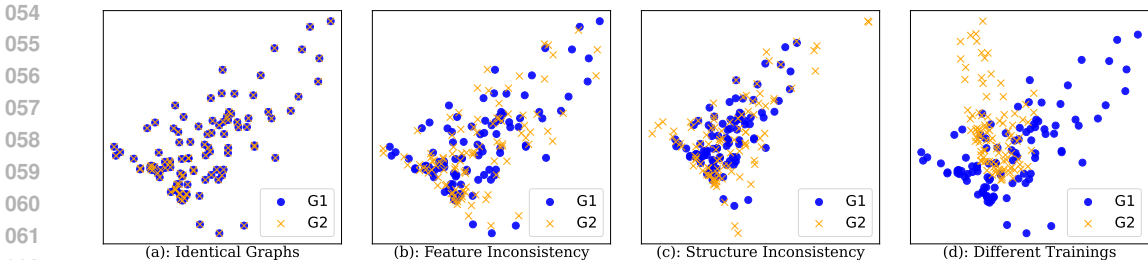 054
055
056
057
058
059
060
061
G1
G2
(a): Identical Graphs
G1
G2
(b): Feature Inconsistency
G1
G2
(c): Structure Inconsistency
G1
G2
(d): Different Trainings